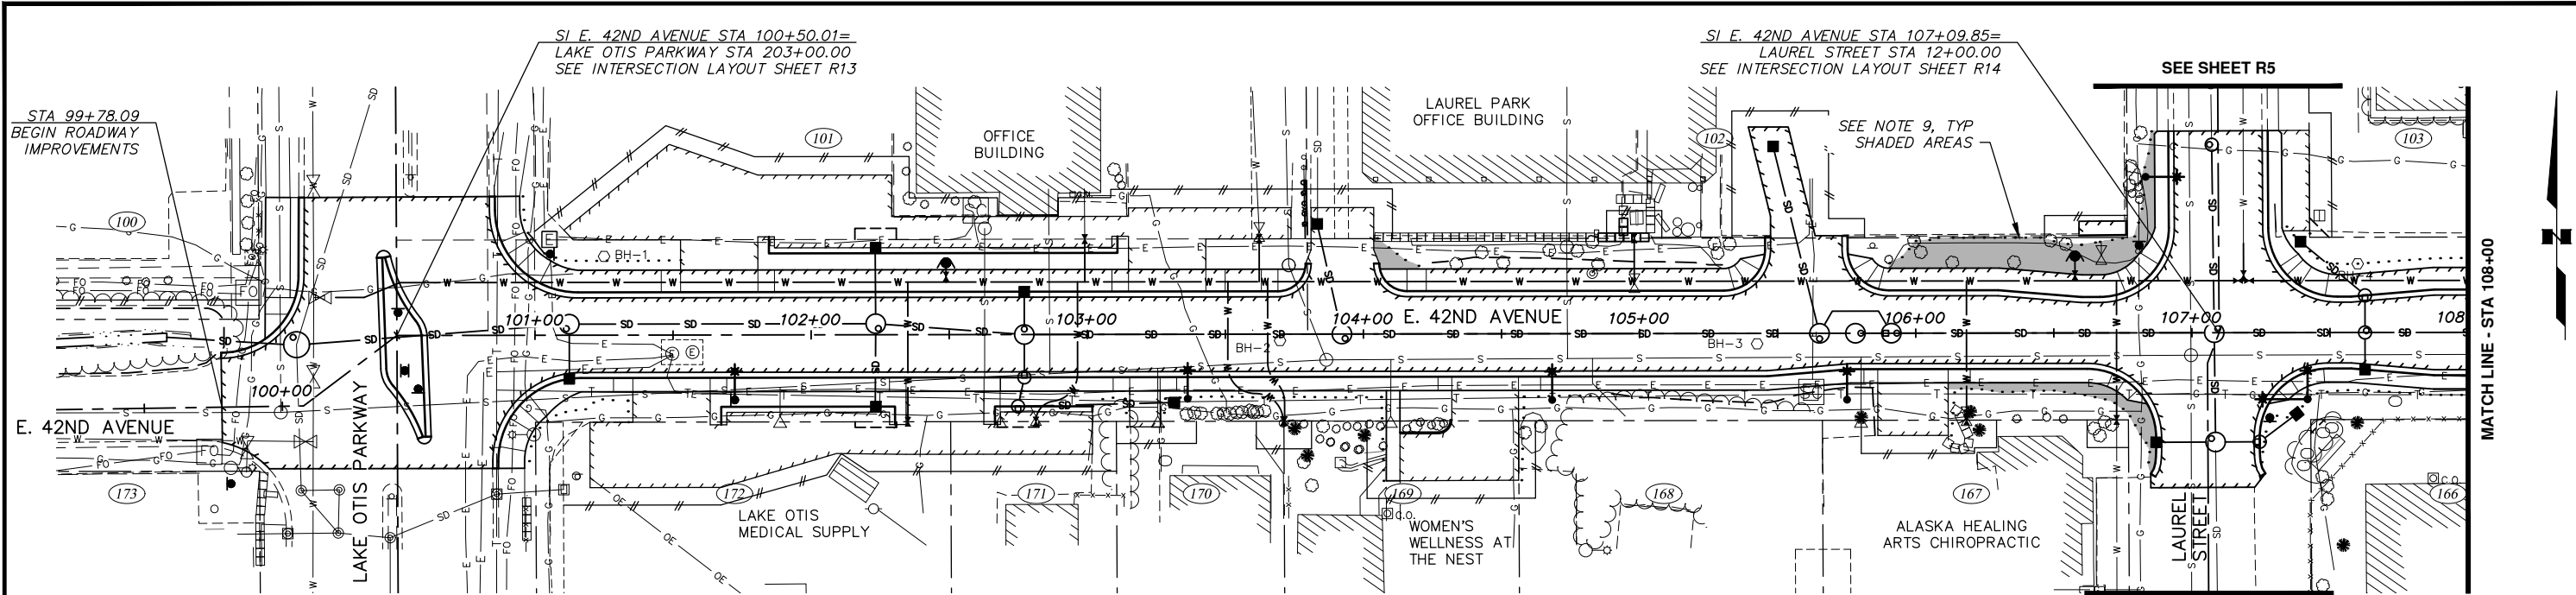 SI E. 42ND AVENUE STA 100+50.01=
LAKE OTIS PARKWAY STA 203+00.00
SEE INTERSECTION LAYOUT SHEET R13
SI E. 42ND AVENUE STA 107+09.85=
LAUREL STREET STA 12+00.00
SEE INTERSECTION LAYOUT SHEET R14
SEE SHEET R5
STA 99+78.09
BEGIN ROADWAY
IMPROVEMENTS
101
OFFICE
BUILDING
LAUREL PARK
OFFICE BUILDING
102
SEE NOTE 9, TYP
SHADED AREAS
103
100
BH-1
101+00
102+00
103+00
104+00
E. 42ND AVENUE
105+00
106+00
107+00
108
BH-2
BH-3
100+00
E. 42ND AVENUE
LAKE OTIS PARKWAY
MATCH LINE - STA 108+00
N
173
172
171
170
169
168
167
166
C.O.
C.O.
LAKE OTIS
MEDICAL SUPPLY
WOMEN'S
WELLNESS AT
THE NEST
ALASKA HEALING
ARTS CHIROPRACTIC
LAUREL
STREET